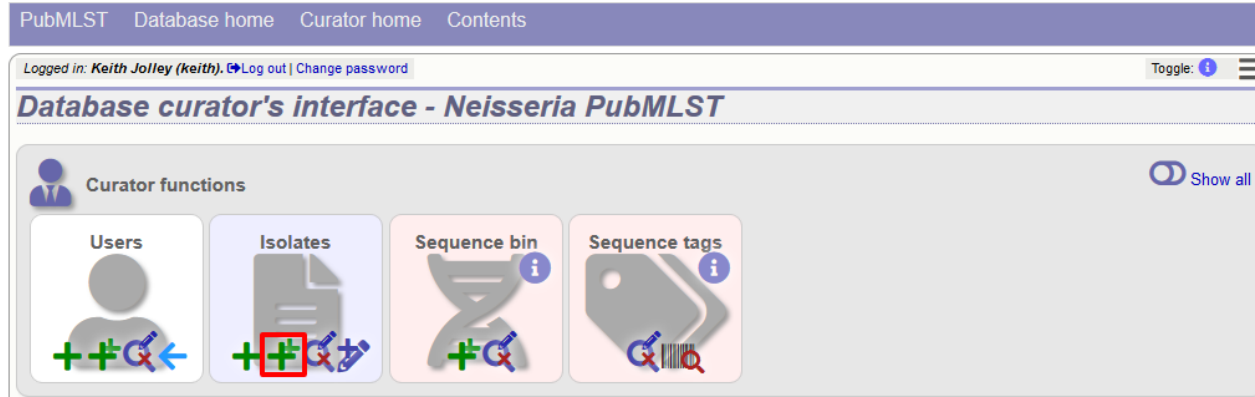 PubMLST Database home Curator home Contents
Logged in: Keith Jolley (keith). Log out | Change password Toggle: i
Database curator's interface - Neisseria PubMLST
Curator functions Show all
Users Isolates Sequence bin Sequence tags
i i